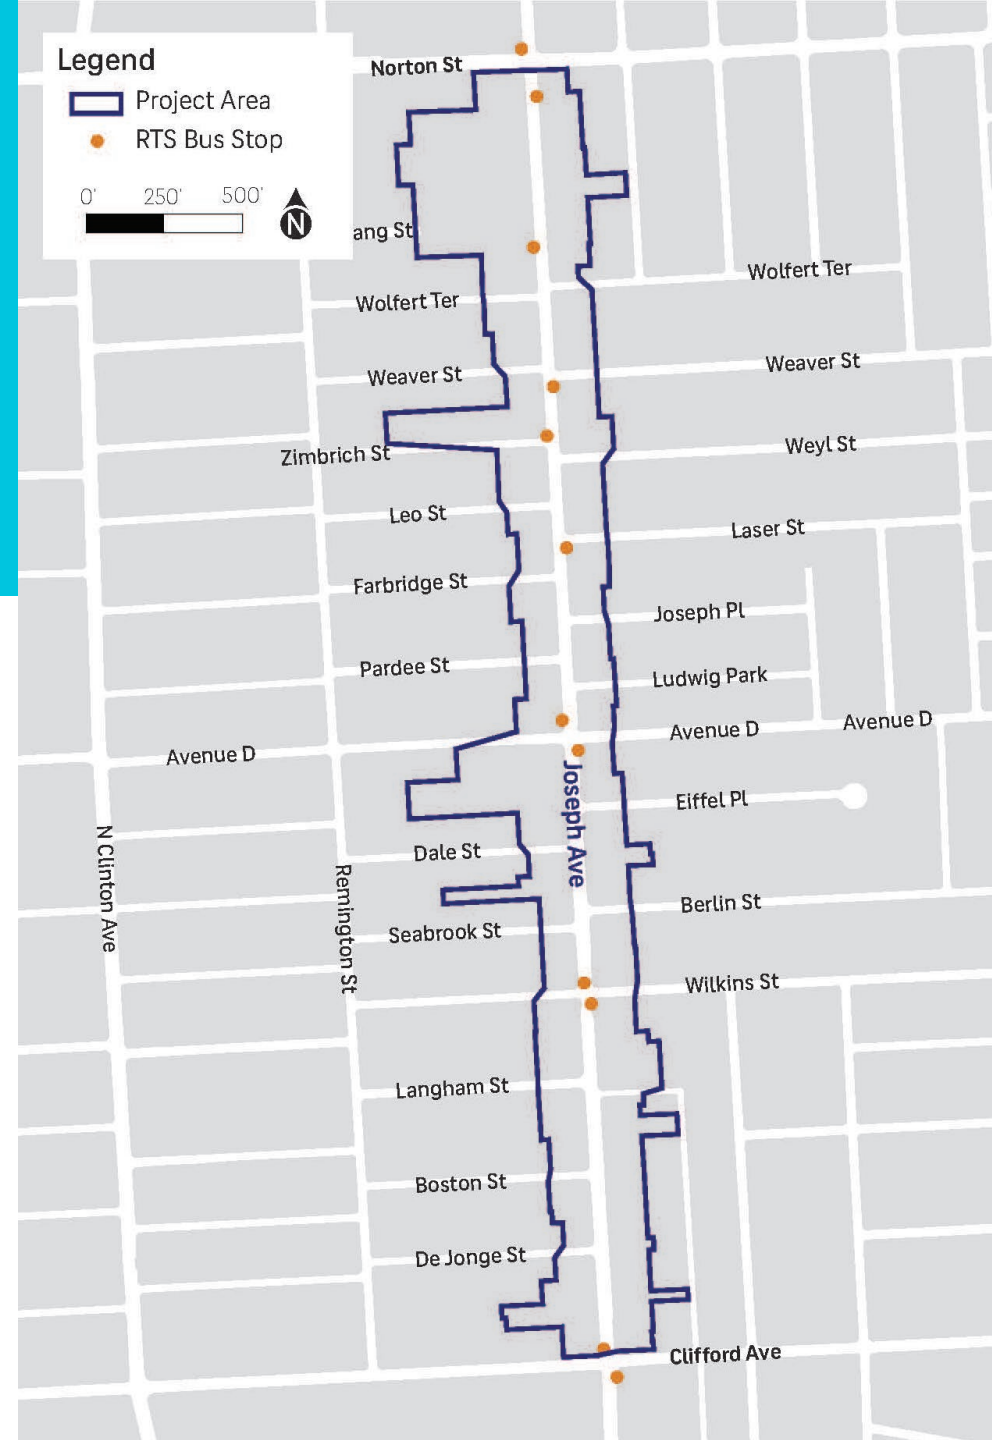 Legend
Project Area
RTS Bus Stop
0' 250' 500'
N
Norton St
ang St
Wolfert Ter
Wolfert Ter
Weaver St
Weaver St
Zimbrich St
Weyl St
Leo St
Laser St
Farbridge St
Joseph Pl
Pardee St
Ludwig Park
Avenue D
Avenue D
Avenue D
Joseph Ave
Eiffel Pl
N Clinton Ave
Remington St
Dale St
Berlin St
Seabrook St
Wilkins St
Langham St
Boston St
De Jonge St
Clifford Ave